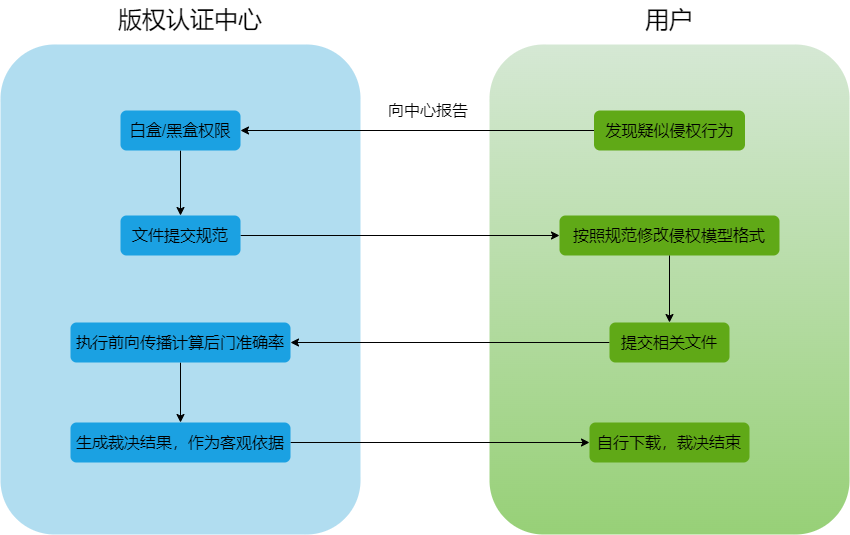 版权认证中心
用户
向中心报告
白盒/黑盒权限
发现疑似侵权行为
文件提交规范
按照规范修改侵权模型格式
执行前向传播计算后门准确率
提交相关文件
生成裁决结果，作为客观依据
自行下载，裁决结束